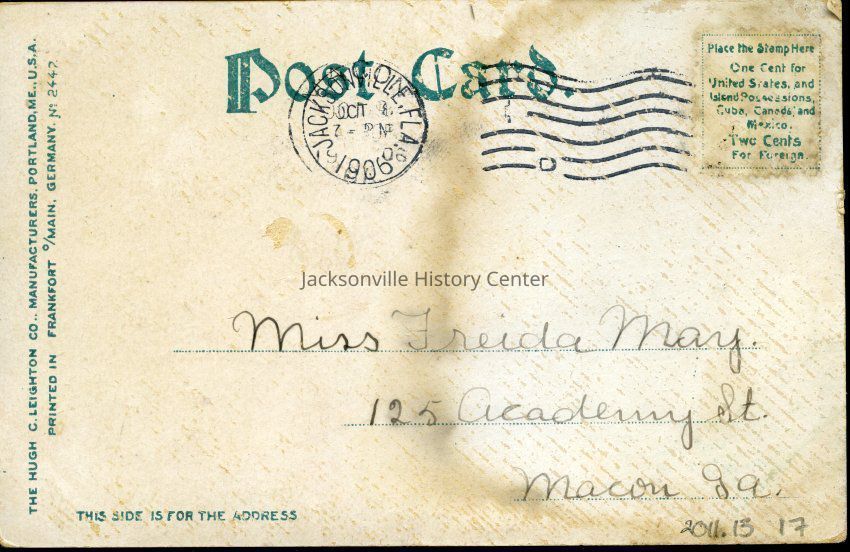 Post Card.
Place the Stamp Here
One Cent for
United States, and
Island Possessions,
Cuba, Canada, and
Mexico.
Two Cents
For Foreign.
JACKSONVILLE, FLA.
OCT
7 - PM
1906
THE HUGH C. LEIGHTON CO., MANUFACTURERS, PORTLAND, ME., U.S.A.
PRINTED IN FRANKFORT O/MAIN, GERMANY. No 2447.
Jacksonville History Center
Miss Freida May.
125 Academy St.
Macon Ga.
THIS SIDE IS FOR THE ADDRESS
2011.13 17